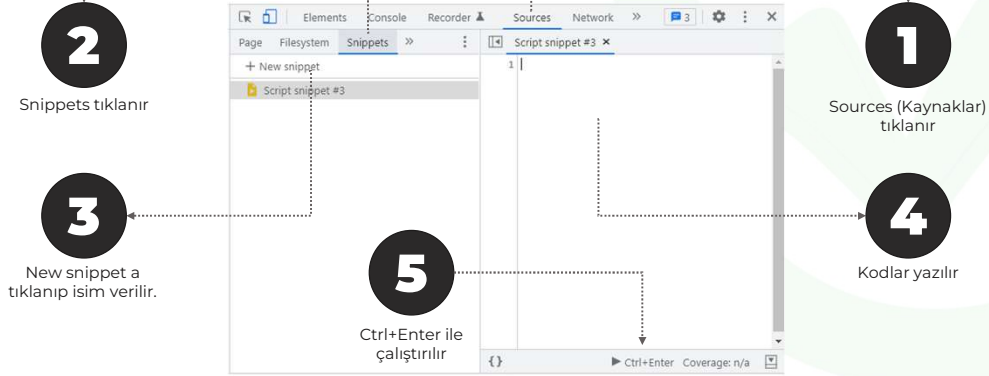 Elements Console Recorder Sources Network » 3
Page Filesystem Snippets »
Script snippet #3 ×
+ New snippet
1
Script snippet #3
2
Snippets tıklanır
1
Sources (Kaynaklar)
tıklanır
3
New snippet a
tıklanıp isim verilir.
4
Kodlar yazılır
5
Ctrl+Enter ile
çalıştırılır
{} Ctrl+Enter Coverage: n/a